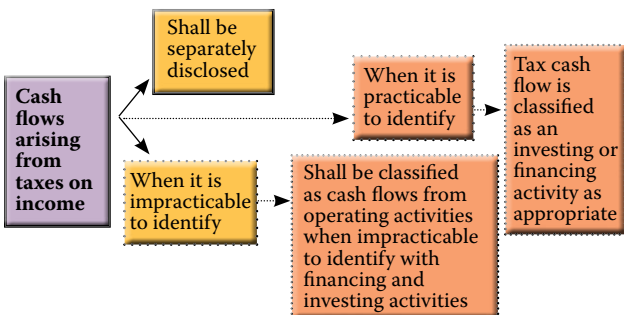 Cash
flows
arising
from
taxes on
income
Shall be
separately
disclosed
When it is
impracticable
to identify
When it is
practicable
to identify
Shall be classified
as cash flows from
operating activities
when impracticable
to identify with
financing and
investing activities
Tax cash
flow is
classified
as an
investing or
financing
activity as
appropriate